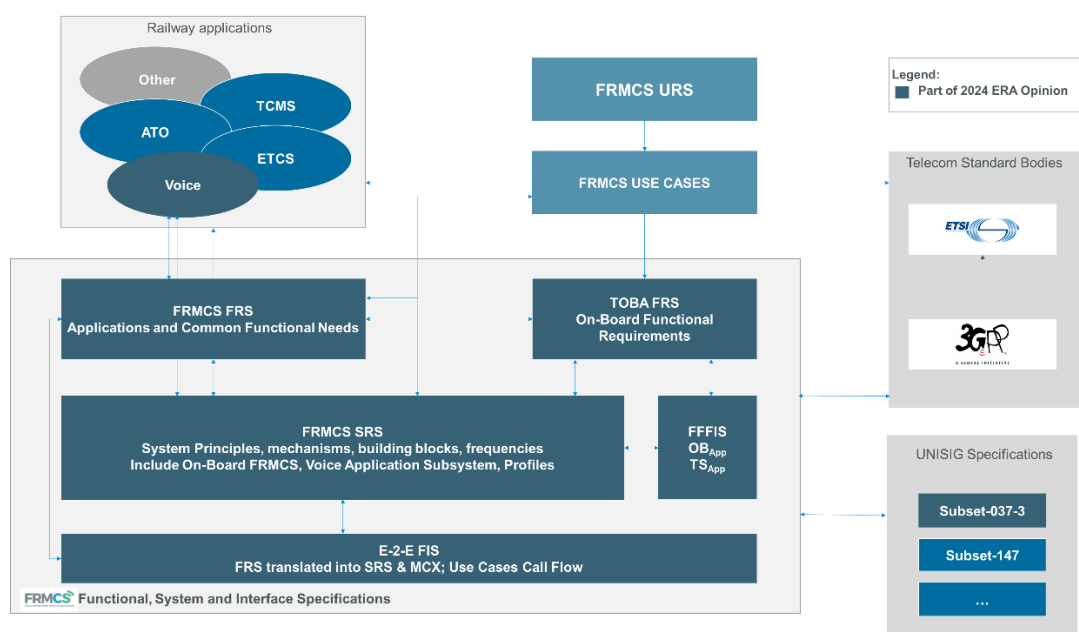 Railway applications
Other
TCMS
ATO
ETCS
Voice
FRMCS URS
FRMCS USE CASES
Legend:
Part of 2024 ERA Opinion
Telecom Standard Bodies
ETSI
3GPP
A GLOBAL INITIATIVE
FRMCS FRS
Applications and Common Functional Needs
TOBA FRS
On-Board Functional
Requirements
FRMCS SRS
System Principles, mechanisms, building blocks, frequencies
Include On-Board FRMCS, Voice Application Subsystem, Profiles
FFFIS
OBApp
TSApp
UNISIG Specifications
Subset-037-3
Subset-147
...
E-2-E FIS
FRS translated into SRS & MCX; Use Cases Call Flow
FRMCS Functional, System and Interface Specifications